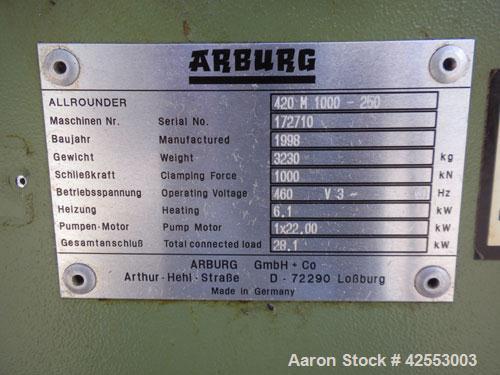 ARBURG
ALLROUNDER 420 M 1000 - 250
Maschinen Nr. Serial No. 172710
Baujahr Manufactured 1998
Gewicht Weight 3230 kg
Schließkraft Clamping Force 1000 kN
Betriebsspannung Operating Voltage 460 V 3 ~ Hz
Heizung Heating 6.1 kW
Pumpen-Motor Pump Motor 1x22.00 kW
Gesamtanschluß Total connected load 28.1 kW
ARBURG GmbH + Co
Arthur - Hehl - Straße D - 72290 Loßburg
Made in Germany
Aaron Stock # 42553003